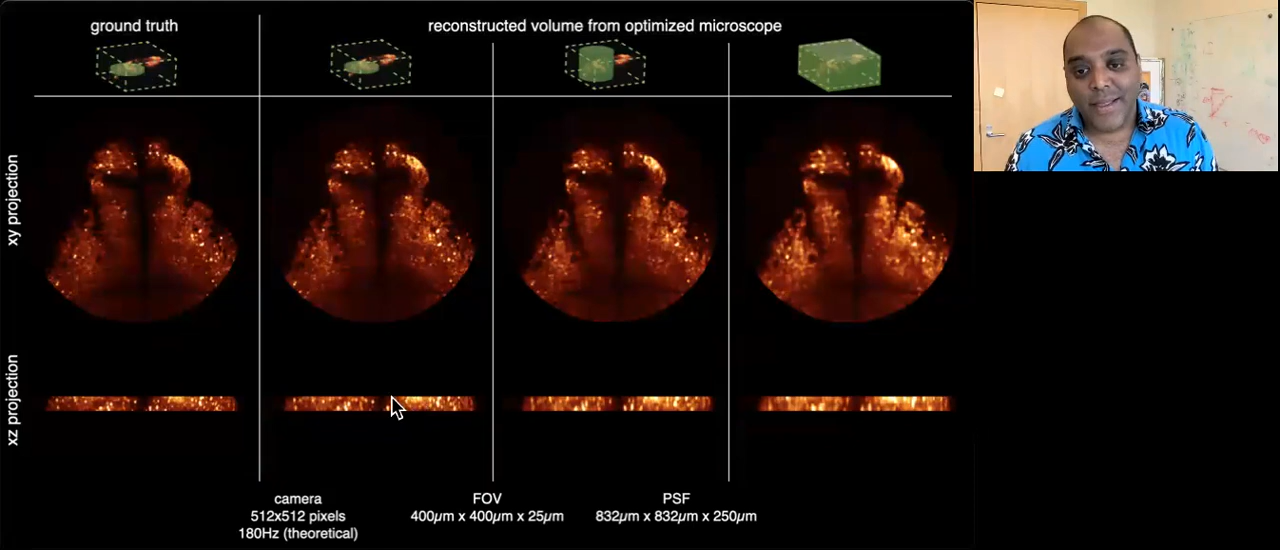 ground truth
reconstructed volume from optimized microscope
xy projection
xz projection
camera
512x512 pixels
180Hz (theoretical)
FOV
400µm x 400µm x 25µm
PSF
832µm x 832µm x 250µm